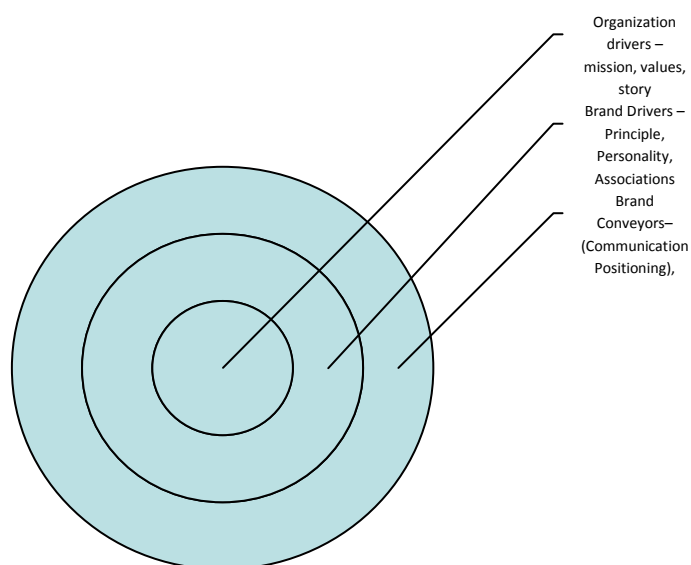 Organization
drivers –
mission, values,
story
Brand Drivers –
Principle,
Personality,
Associations
Brand
Conveyors–
(Communication
Positioning),